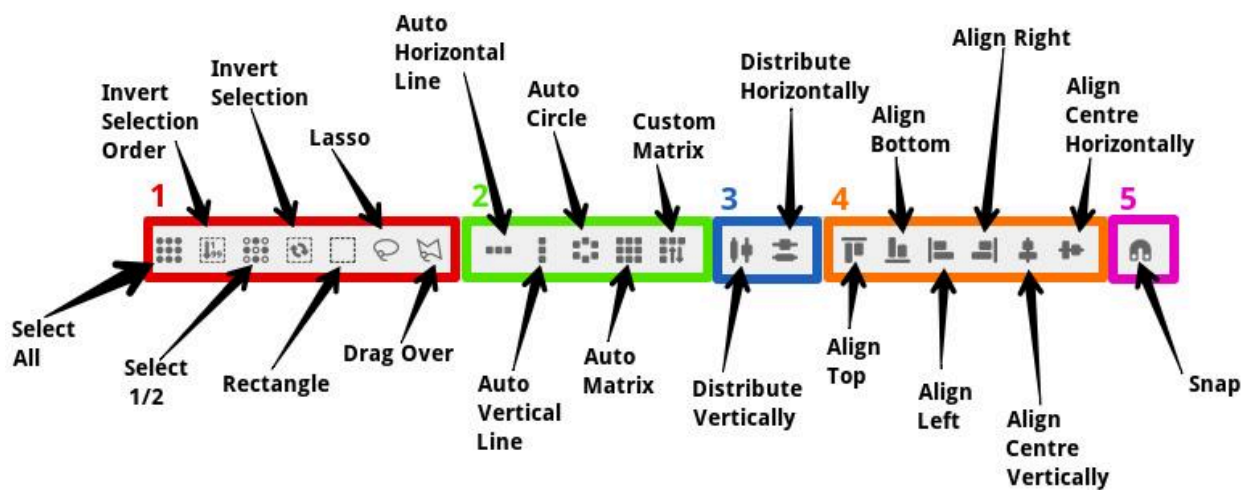 Auto
Horizontal
Line
Align Right
Invert
Selection
Distribute
Horizontally
Invert
Selection
Order
Auto
Circle
Align
Centre
Horizontally
Lasso
Custom
Matrix
Align
Bottom
1
2
3
4
5
1
99
Select
All
Select
1/2
Rectangle
Drag Over
Auto
Vertical
Line
Auto
Matrix
Distribute
Vertically
Align
Top
Align
Left
Align
Centre
Vertically
Snap